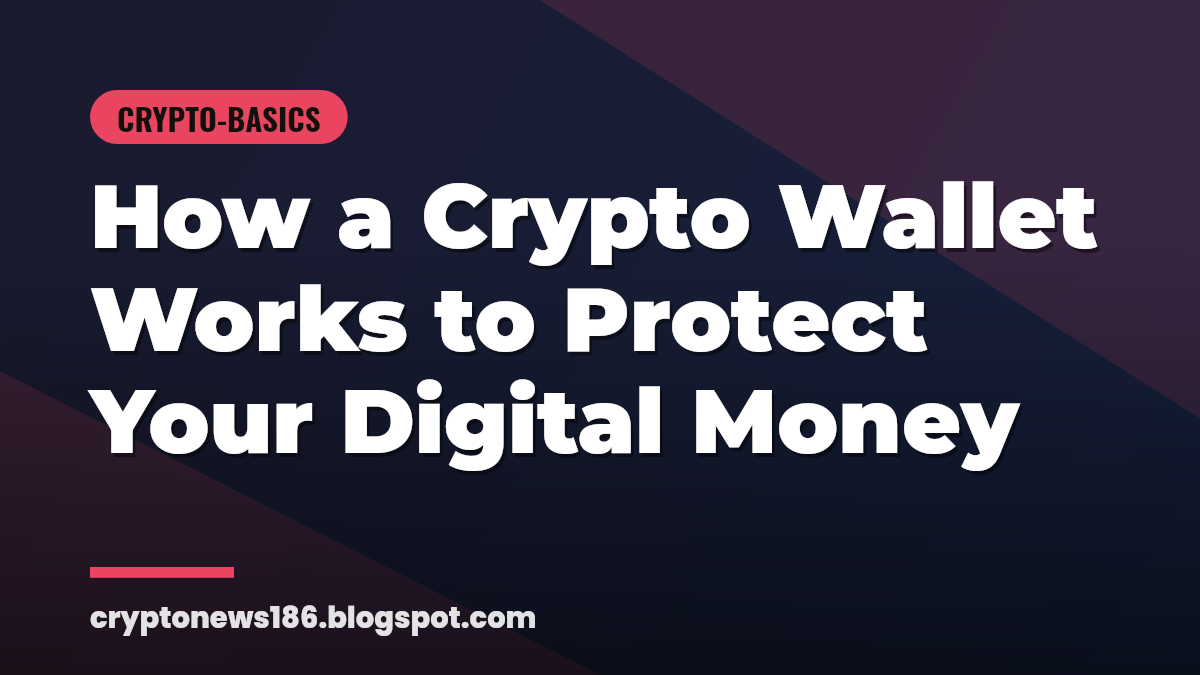 CRYPTO-BASICS
How a Crypto Wallet
Works to Protect
Your Digital Money
cryptonews186.blogspot.com